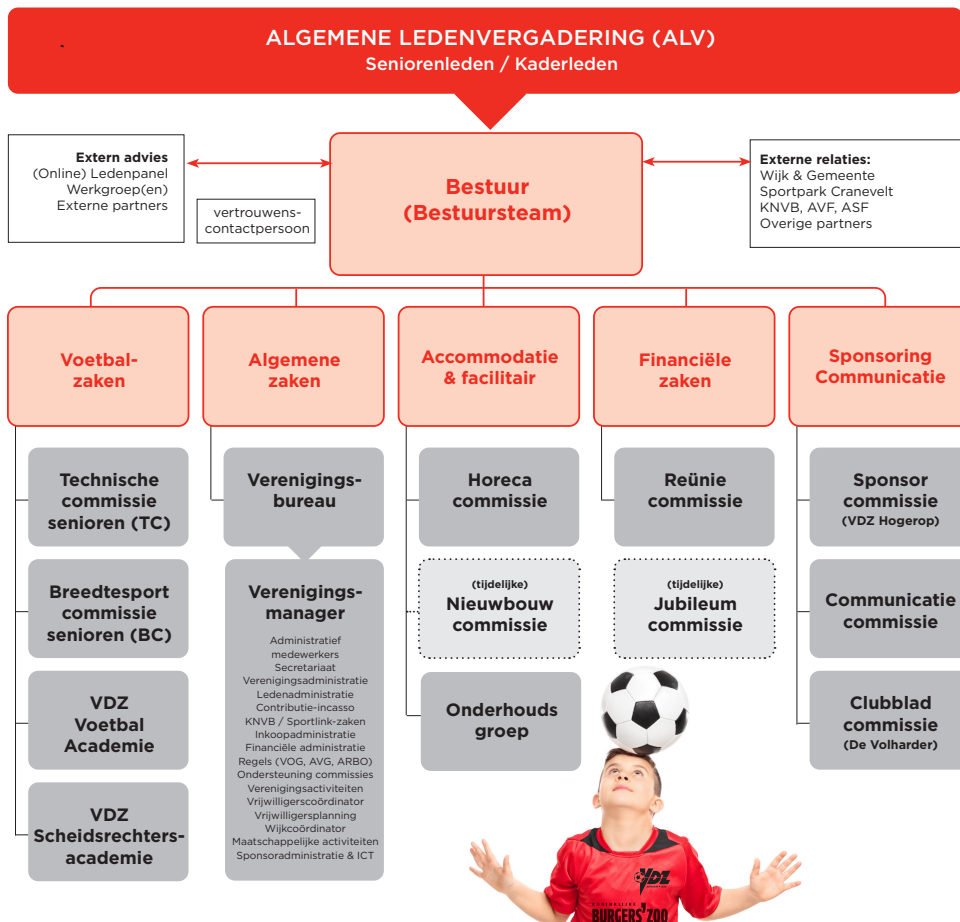 ALGEMENE LEDENVERGADERING (ALV)
Seniorenleden / Kaderleden
Extern advies
(Online) Ledenpanel
Werkgroep(en)
Externe partners
vertrouwens-
contactpersoon
Bestuur
(Bestuursteam)
Externe relaties:
Wijk & Gemeente
Sportpark Cranevelt
KNVB, AVF, ASF
Overige partners
Voetbal-
zaken
Algemene
zaken
Accommodatie
& facilitair
Financiële
zaken
Sponsoring
Communicatie
Technische
commissie
senioren (TC)
Breedtesport
commissie
senioren (BC)
VDZ
Voetbal
Academie
VDZ
Scheidsrechters-
academie
Verenigings-
bureau
Verenigings-
manager
Administratief
medewerkers
Secretariaat
Verenigingsadministratie
Ledenadministratie
Contributie-incasso
KNVB / Sportlink-zaken
Inkoopadministratie
Financiële administratie
Regels (VOG, AVG, ARBO)
Ondersteuning commissies
Verenigingsactiviteiten
Vrijwilligerscoördinator
Vrijwilligersplanning
Wijkcoördinator
Maatschappelijke activiteiten
Sponsoradministratie & ICT
Horeca
commissie
(tijdelijke)
Nieuwbouw
commissie
Onderhouds
groep
Reünie
commissie
(tijdelijke)
Jubileum
commissie
Sponsor
commissie
(VDZ Hogerop)
Communicatie
commissie
Clubblad
commissie
(De Volharder)
VDZ
KONINKLIJKE
BURGERS' ZOO